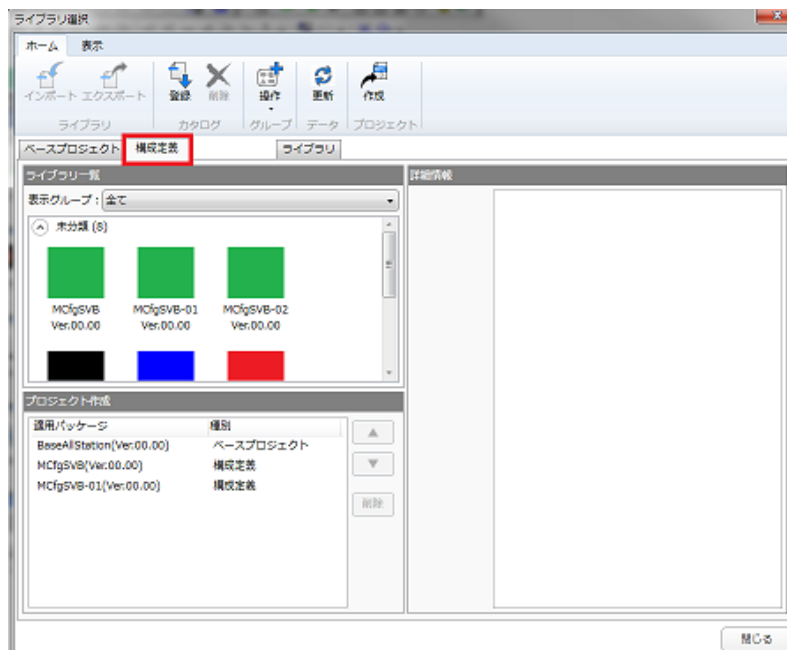 ライブラリ選択
ホーム 表示
インポート エクスポート 登録 削除 操作 更新 作成
ライブラリ カタログ グループ データ プロジェクト
ベースプロジェクト 構成定義 ライブラリ
ライブラリ一覧 詳細情報
表示グループ： 全て
未分類 (8)
MCfgSVB MCfgSVB-01 MCfgSVB-02
Ver.00.00 Ver.00.00 Ver.00.00
プロジェクト作成
適用パッケージ 種別
BaseAllStation(Ver.00.00) ベースプロジェクト
MCfgSVB(Ver.00.00) 構成定義
MCfgSVB-01(Ver.00.00) 構成定義
削除
閉じる